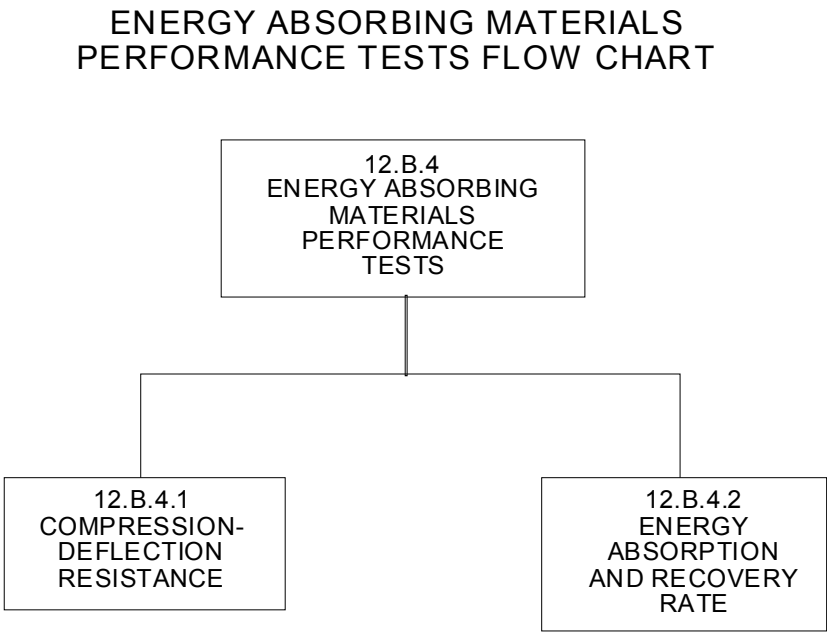 ENERGY ABSORBING MATERIALS
PERFORMANCE TESTS FLOW CHART
12.B.4
ENERGY ABSORBING
MATERIALS
PERFORMANCE
TESTS
12.B.4.1
COMPRESSION-
DEFLECTION
RESISTANCE
12.B.4.2
ENERGY
ABSORPTION
AND RECOVERY
RATE